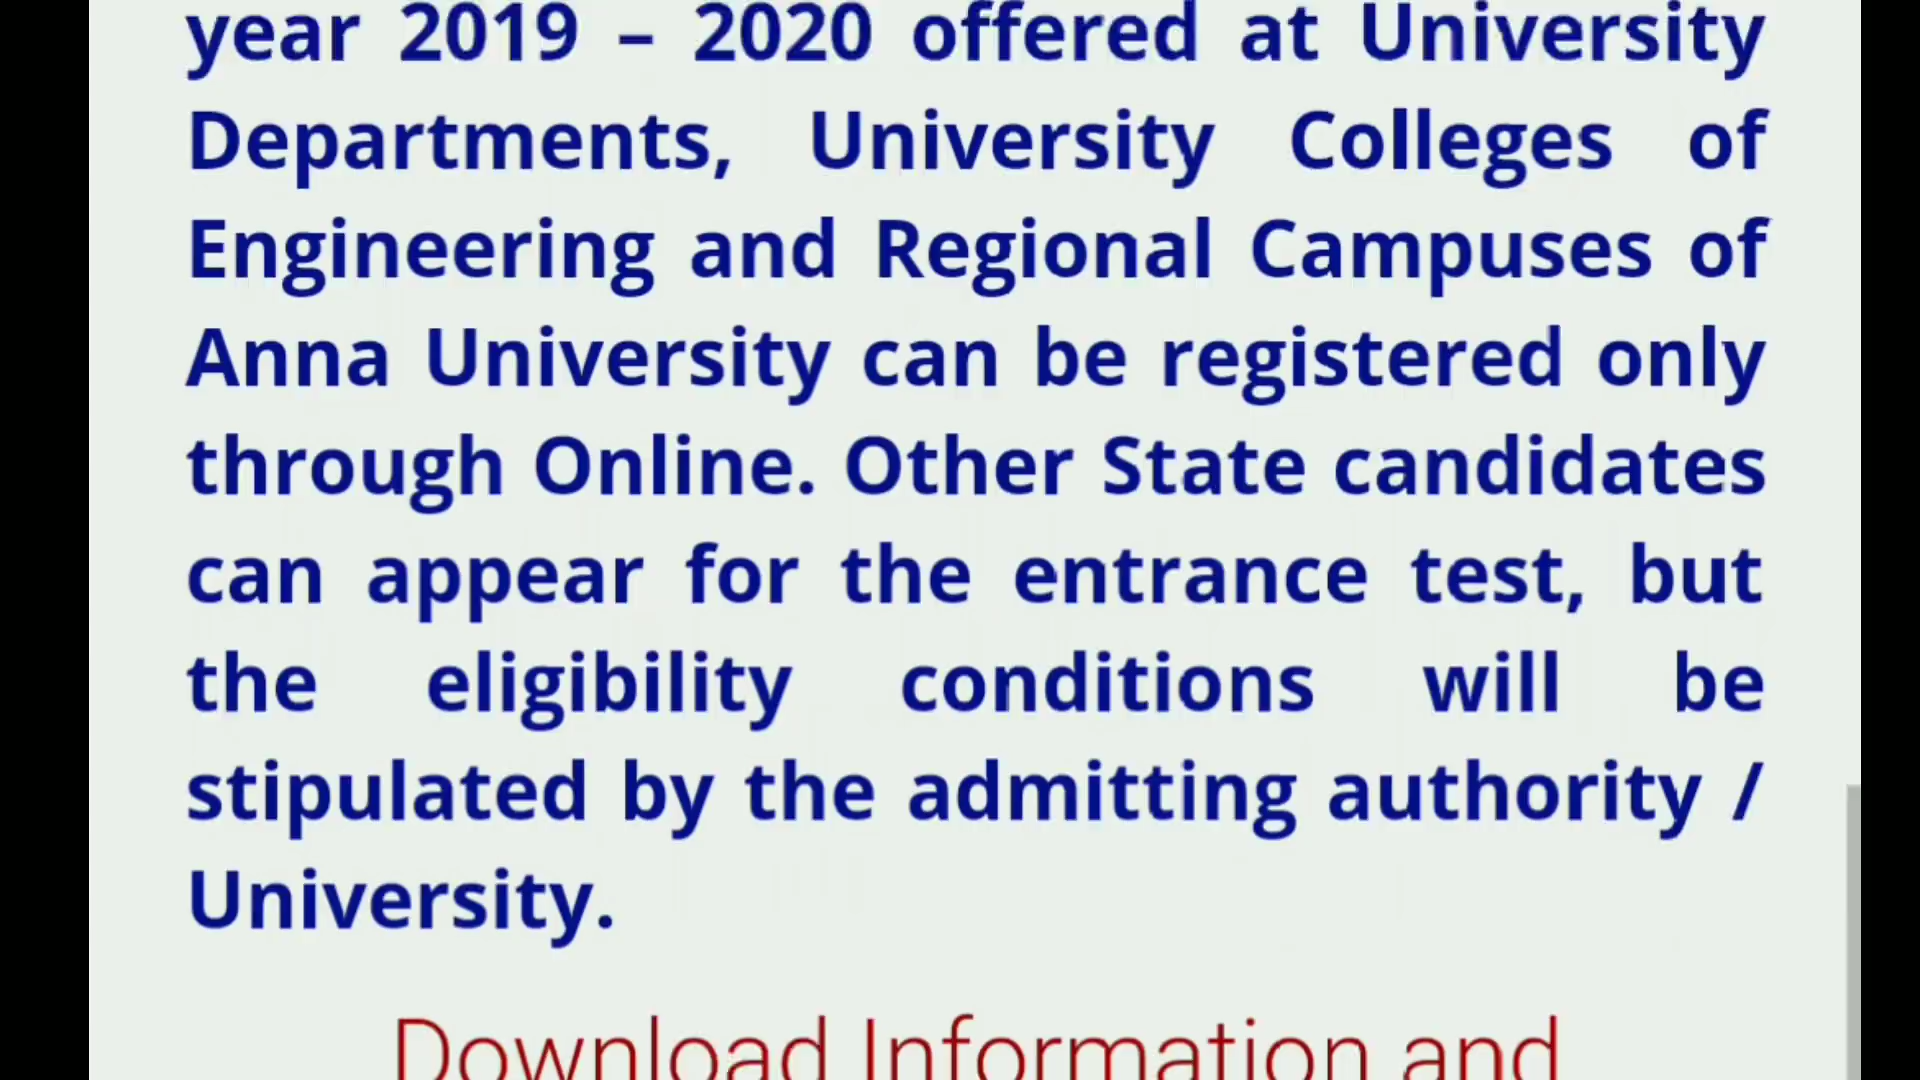 year 2019 – 2020 offered at University
Departments, University Colleges of
Engineering and Regional Campuses of
Anna University can be registered only
through Online. Other State candidates
can appear for the entrance test, but
the eligibility conditions will be
stipulated by the admitting authority /
University.
Download Information and